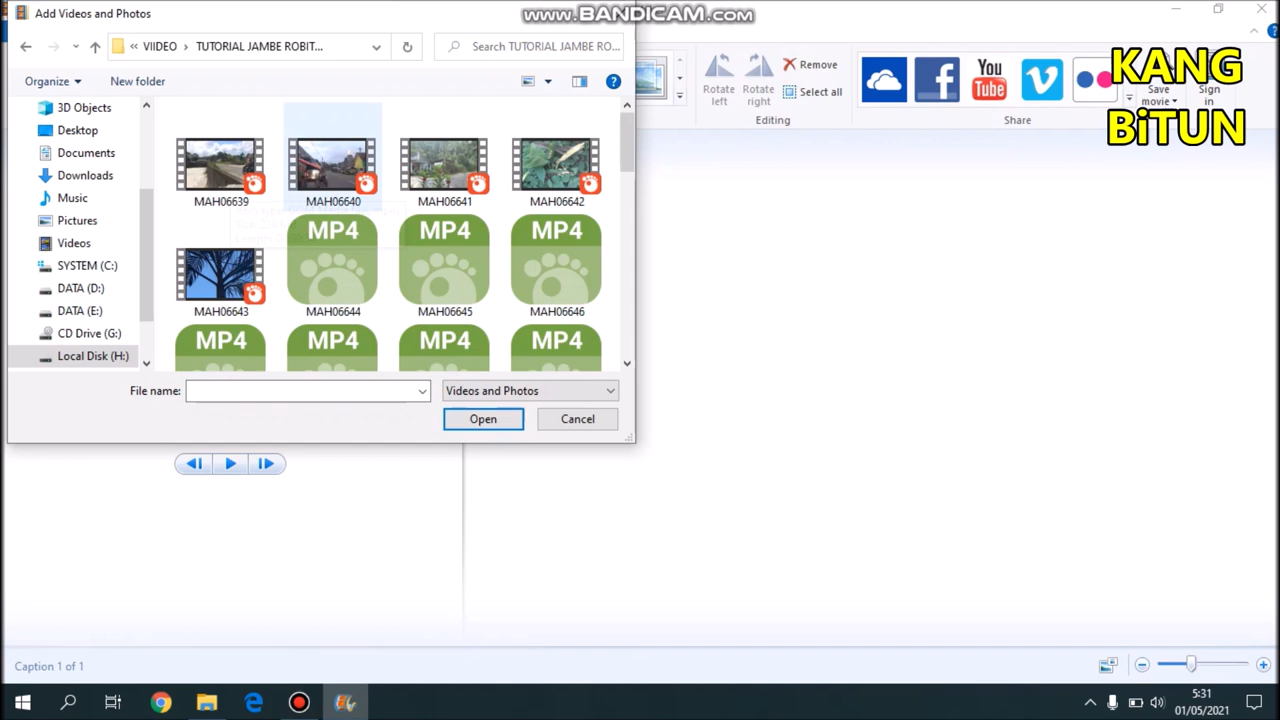 Add Videos and Photos
www.BANDICAM.com
VIIDEO
TUTORIAL JAMBE ROBIT...
Search TUTORIAL JAMBE RO...
Organize
New folder
3D Objects
Desktop
Documents
Downloads
Music
Pictures
Videos
SYSTEM (C:)
DATA (D:)
DATA (E:)
CD Drive (G:)
Local Disk (H:)
MAH06639
MAH06640
MAH06641
MAH06642
MP4
MP4
MP4
MAH06643
MAH06644
MAH06645
MAH06646
MP4
MP4
MP4
MP4
File name:
Videos and Photos
Open
Cancel
Rotate left
Rotate right
Remove
Select all
Editing
You
Tube
Share
Save movie
Sign in
KANG
BiTUN
Caption 1 of 1
5:31
01/05/2021